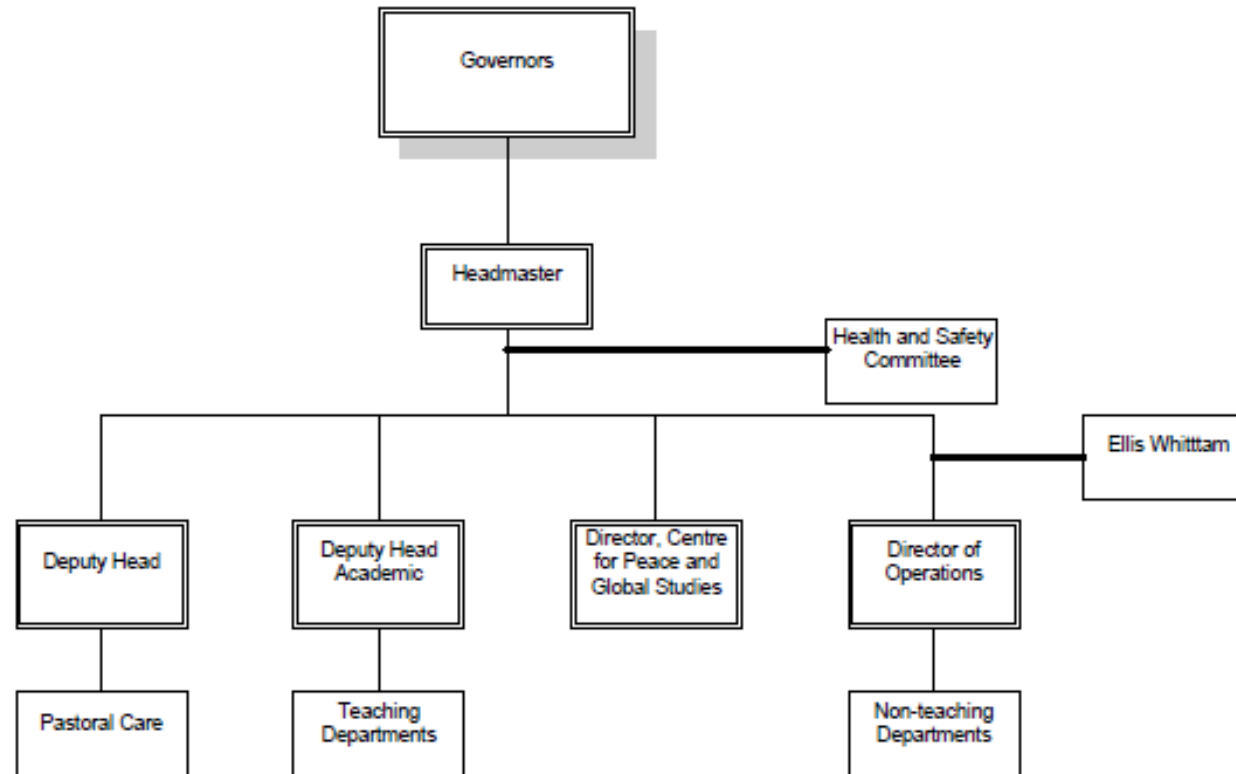 Governors
Headmaster
Health and Safety
Committee
Ellis Whitttam
Deputy Head
Deputy Head
Academic
Director, Centre
for Peace and
Global Studies
Director of
Operations
Pastoral Care
Teaching
Departments
Non-teaching
Departments